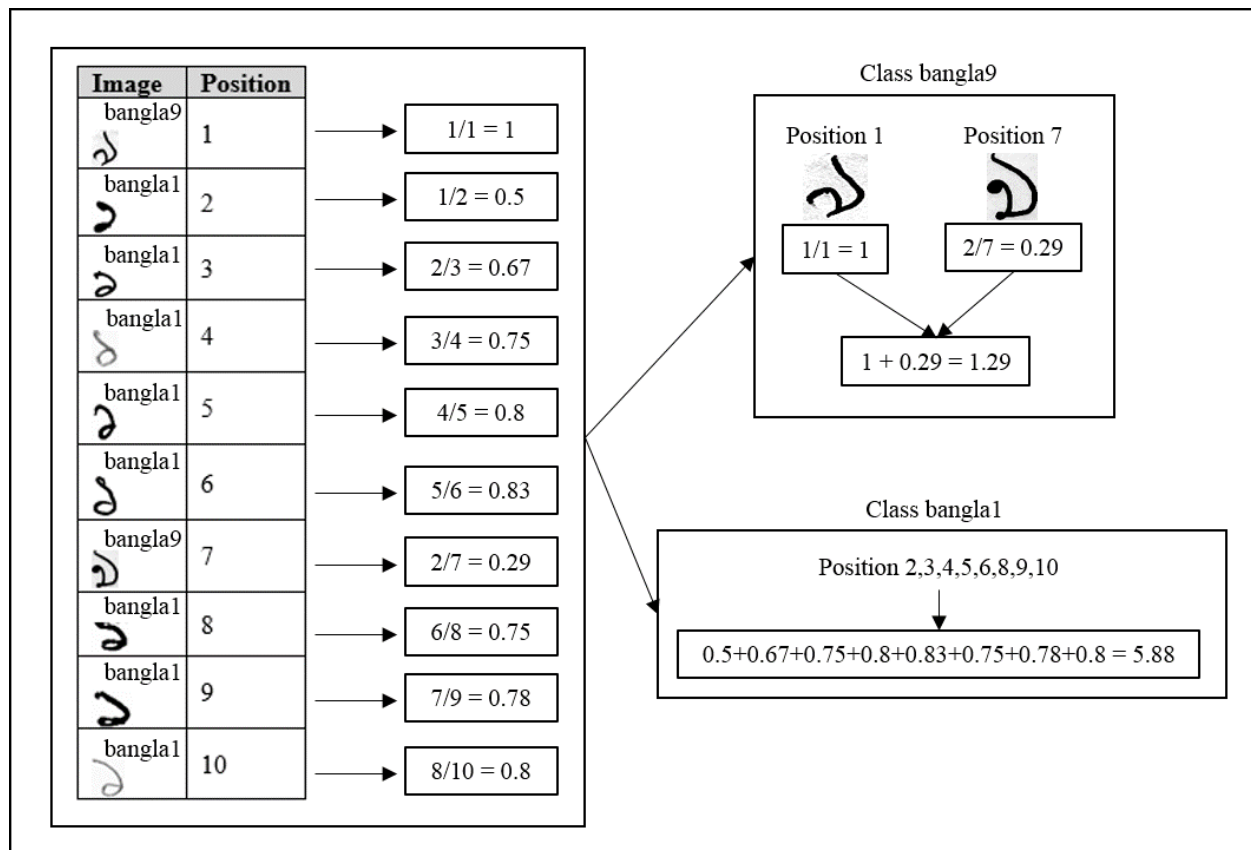 Image Position
bangla9
1
1/1 = 1
bangla1
2
1/2 = 0.5
bangla1
3
2/3 = 0.67
bangla1
4
3/4 = 0.75
bangla1
5
4/5 = 0.8
bangla1
6
5/6 = 0.83
bangla9
7
2/7 = 0.29
bangla1
8
6/8 = 0.75
bangla1
9
7/9 = 0.78
bangla1
10
8/10 = 0.8
Class bangla9
Position 1 Position 7
1/1 = 1 2/7 = 0.29
1 + 0.29 = 1.29
Class bangla1
Position 2,3,4,5,6,8,9,10
0.5+0.67+0.75+0.8+0.83+0.75+0.78+0.8 = 5.88